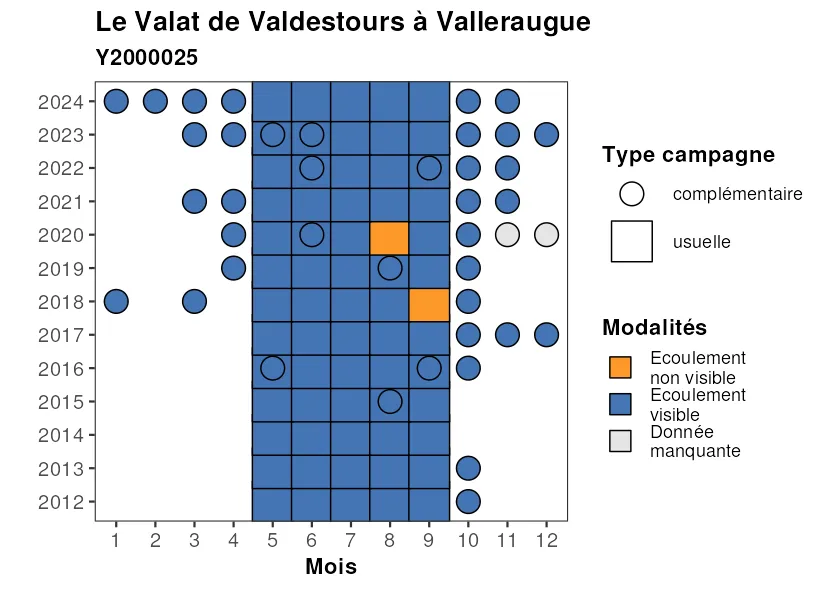 Le Valat de Valdestours à Valleraugue
Y2000025
2024
2023
2022
2021
2020
2019
2018
2017
2016
2015
2014
2013
2012
1 2 3 4 5 6 7 8 9 10 11 12
Mois
Type campagne
complémentaire
usuelle
Modalités
Ecoulement
non visible
Ecoulement
visible
Donnée
manquante